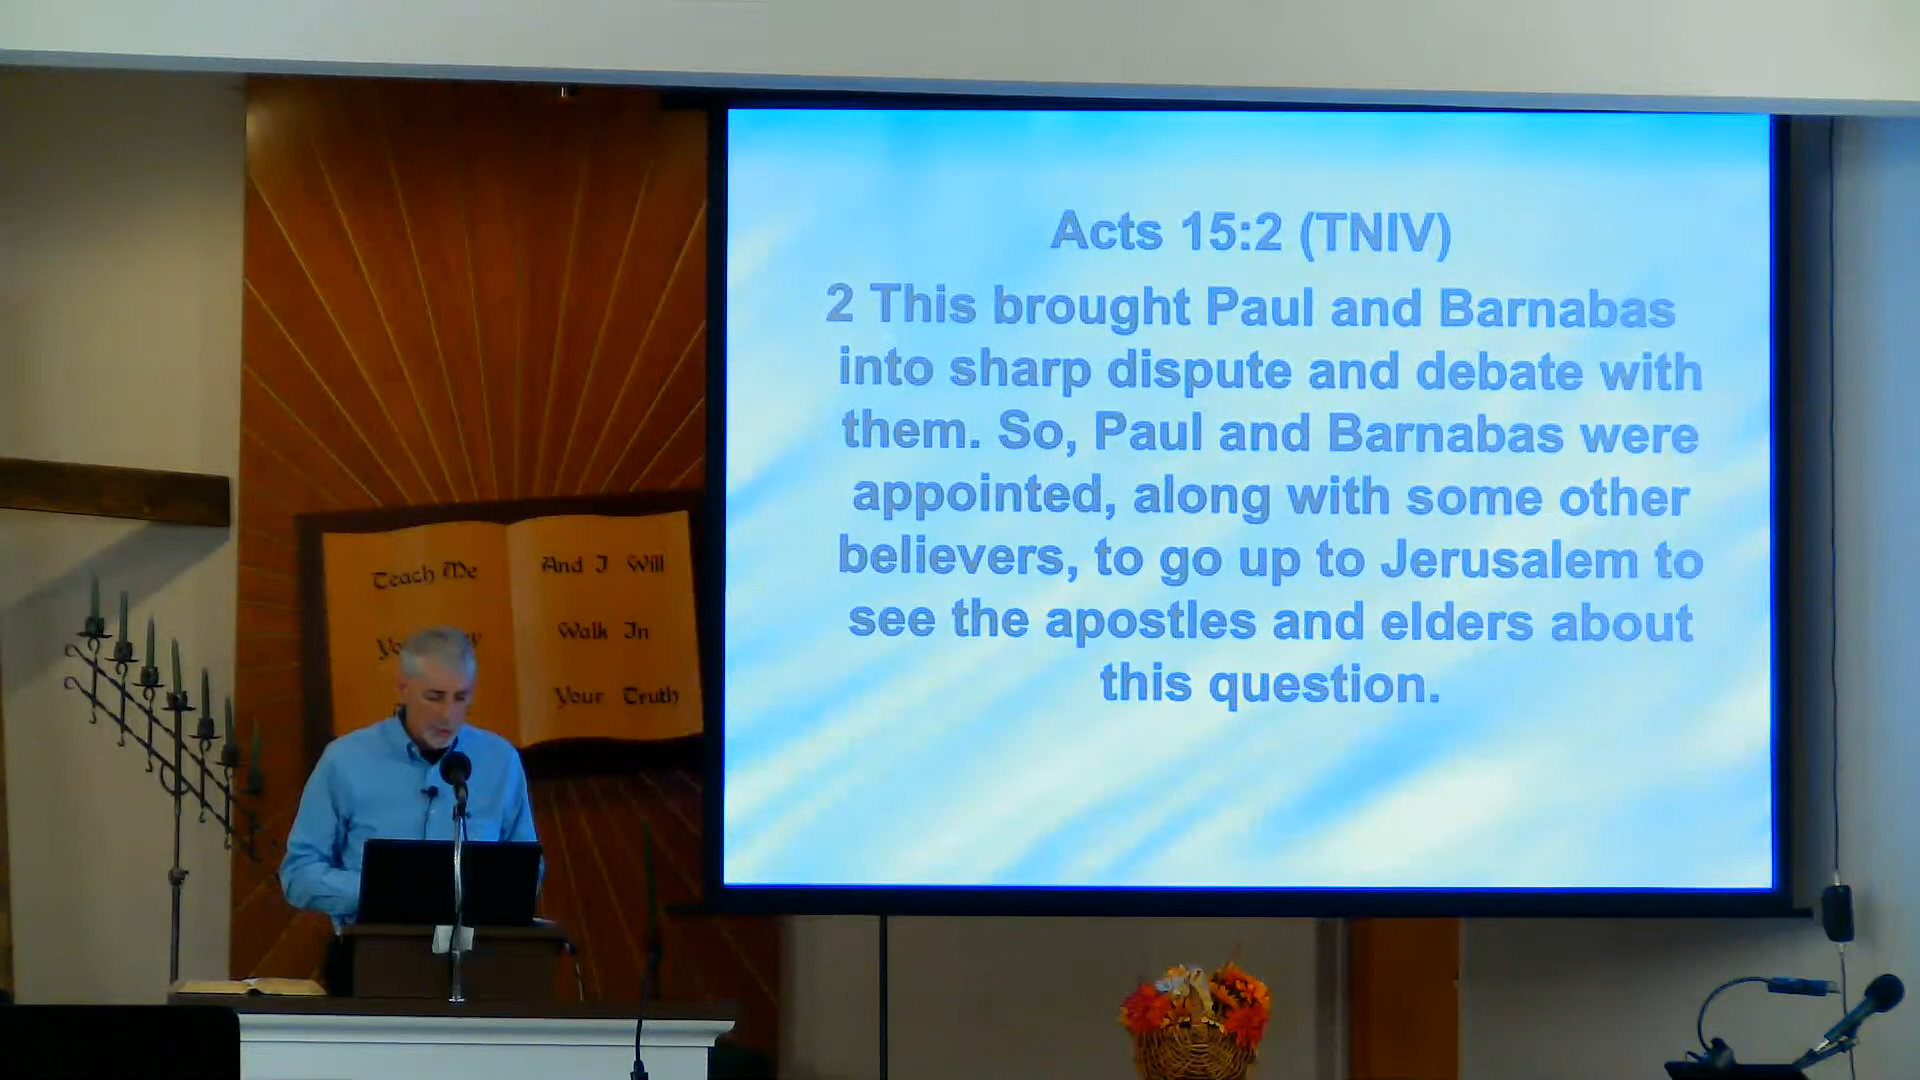 Acts 15:2 (TNIV)
2 This brought Paul and Barnabas
into sharp dispute and debate with
them. So, Paul and Barnabas were
appointed, along with some other
believers, to go up to Jerusalem to
see the apostles and elders about
this question.
Teach Me
And I Will
Walk In
Your Truth